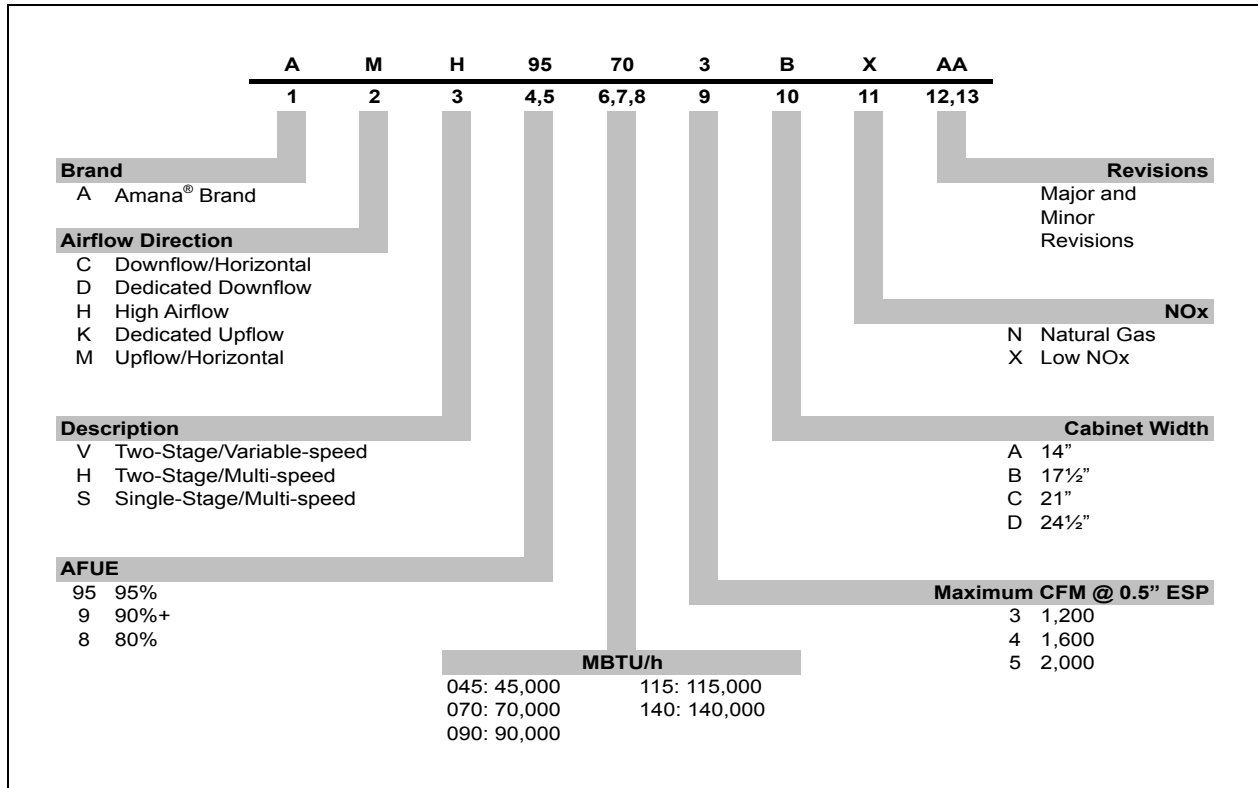 A M H 95 70 3 B X AA
1 2 3 4,5 6,7,8 9 10 11 12,13
Brand
A Amana® Brand
Airflow Direction
C Downflow/Horizontal
D Dedicated Downflow
H High Airflow
K Dedicated Upflow
M Upflow/Horizontal
Description
V Two-Stage/Variable-speed
H Two-Stage/Multi-speed
S Single-Stage/Multi-speed
AFUE
95 95%
9 90%+
8 80%
MBTU/h
045: 45,000 115: 115,000
070: 70,000 140: 140,000
090: 90,000
Maximum CFM @ 0.5” ESP
3 1,200
4 1,600
5 2,000
Cabinet Width
A 14”
B 17½”
C 21”
D 24½”
NOx
N Natural Gas
X Low NOx
Revisions
Major and
Minor
Revisions